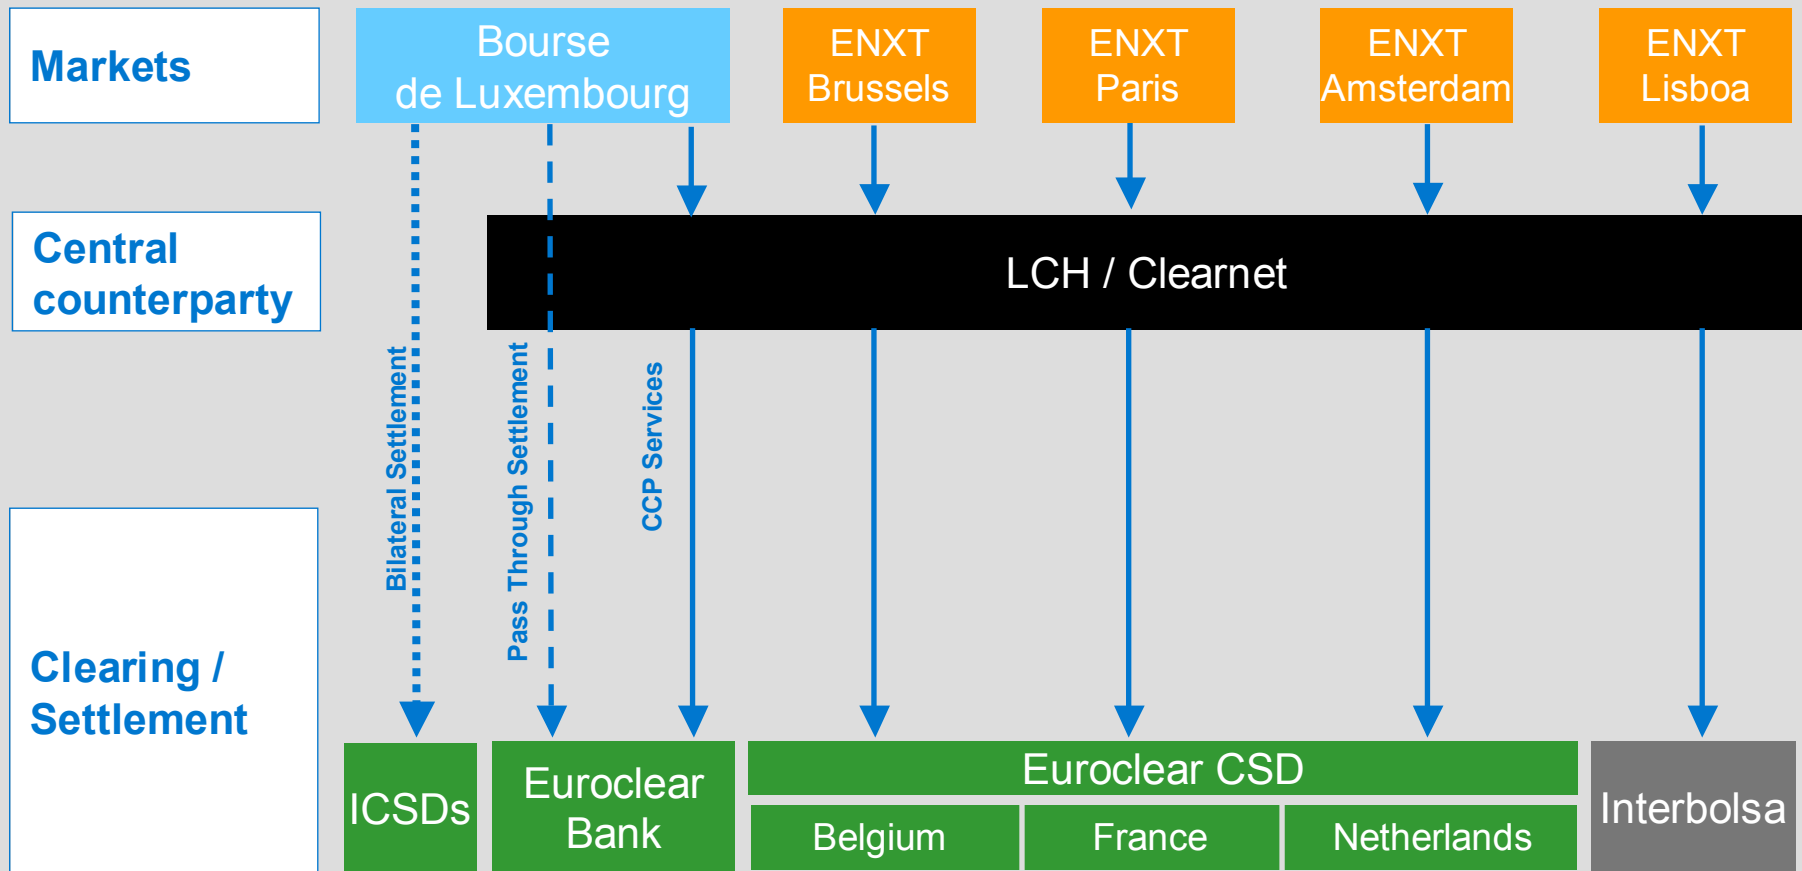 Markets
Bourse
de Luxembourg
ENXT
Brussels
ENXT
Paris
ENXT
Amsterdam
ENXT
Lisboa
Central
counterparty
LCH / Clearnet
Bilateral Settlement
Pass Through Settlement
CCP Services
Clearing /
Settlement
ICSDs
Euroclear
Bank
Euroclear CSD
Belgium
France
Netherlands
Interbolsa